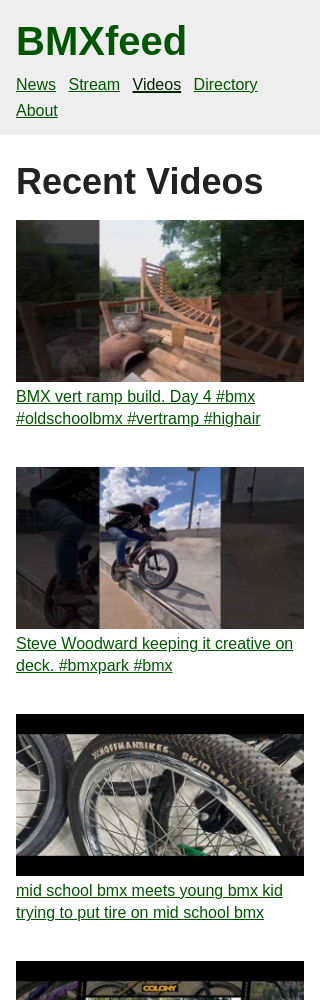 BMXfeed
News Stream Videos Directory
About
Recent Videos
BMX vert ramp build. Day 4 #bmx
#oldschoolbmx #vertramp #highair
Steve Woodward keeping it creative on
deck. #bmxpark #bmx
HOFFMANBIKES SKID-MARK
mid school bmx meets young bmx kid
trying to put tire on mid school bmx
COLONY